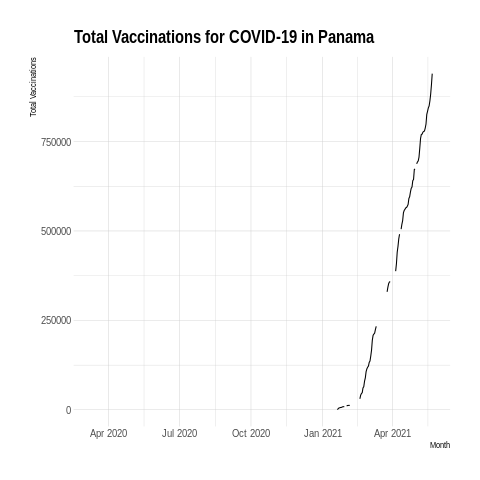 Total Vaccinations for COVID-19 in Panama
Total Vaccinations
750000
500000
250000
0
Apr 2020 Jul 2020 Oct 2020 Jan 2021 Apr 2021
Month